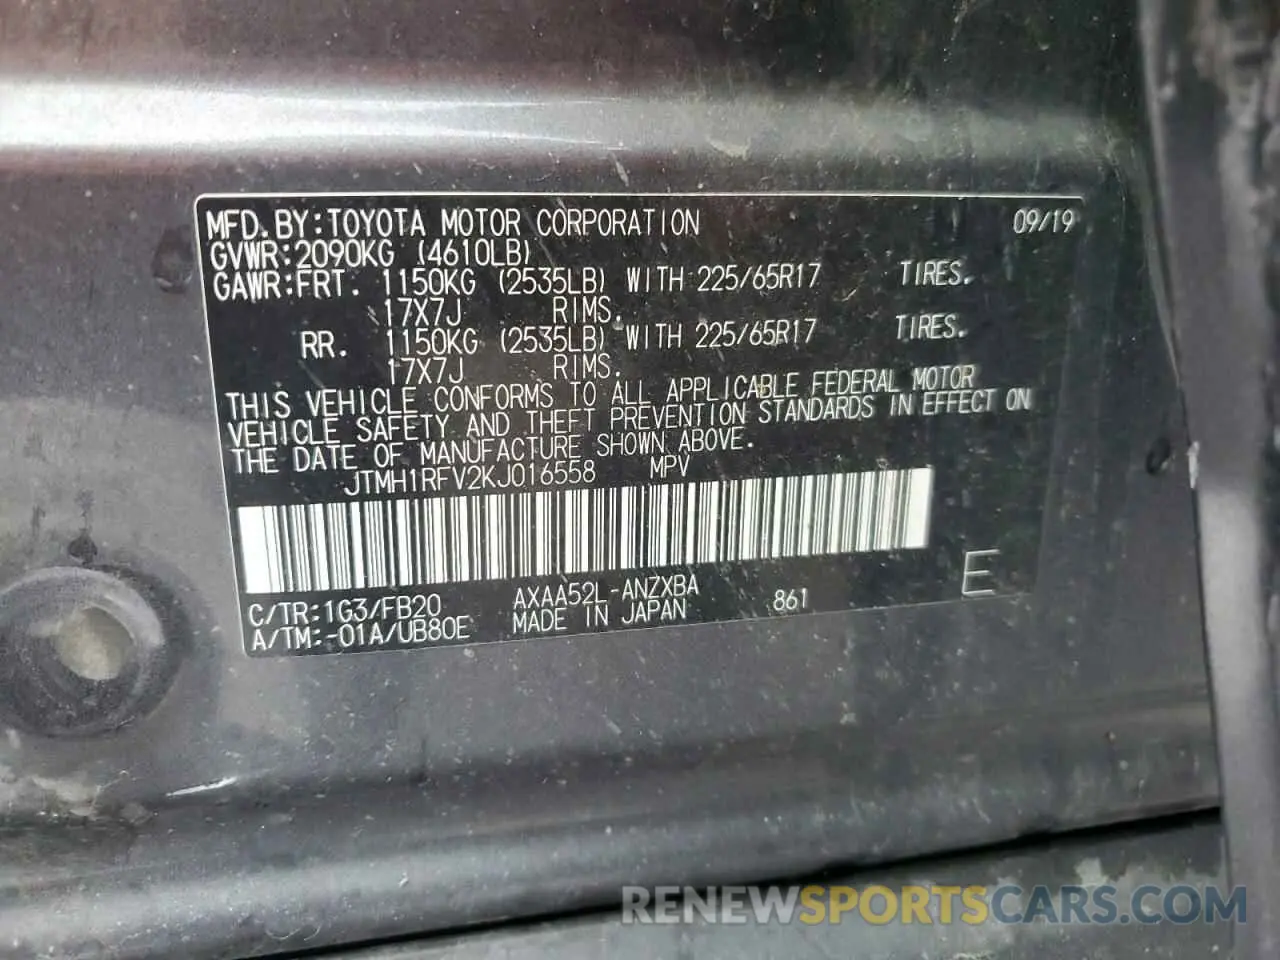 MFD. BY: TOYOTA MOTOR CORPORATION 09/19
GVWR: 2090KG (4610LB)
GAWR: FRT. 1150KG (2535LB) WITH 225/65R17 TIRES.
17X7J RIMS.
RR. 1150KG (2535LB) WITH 225/65R17 TIRES.
17X7J RIMS.
THIS VEHICLE CONFORMS TO ALL APPLICABLE FEDERAL MOTOR
VEHICLE SAFETY AND THEFT PREVENTION STANDARDS IN EFFECT ON
THE DATE OF MANUFACTURE SHOWN ABOVE.
JTMH1RFV2KJ016558 MPV
C/TR: 1G3/FB20 AXAA52L-ANZXBA 861 E
A/TM: -01A/UB80E MADE IN JAPAN
RENEWSPORTSCARS.COM